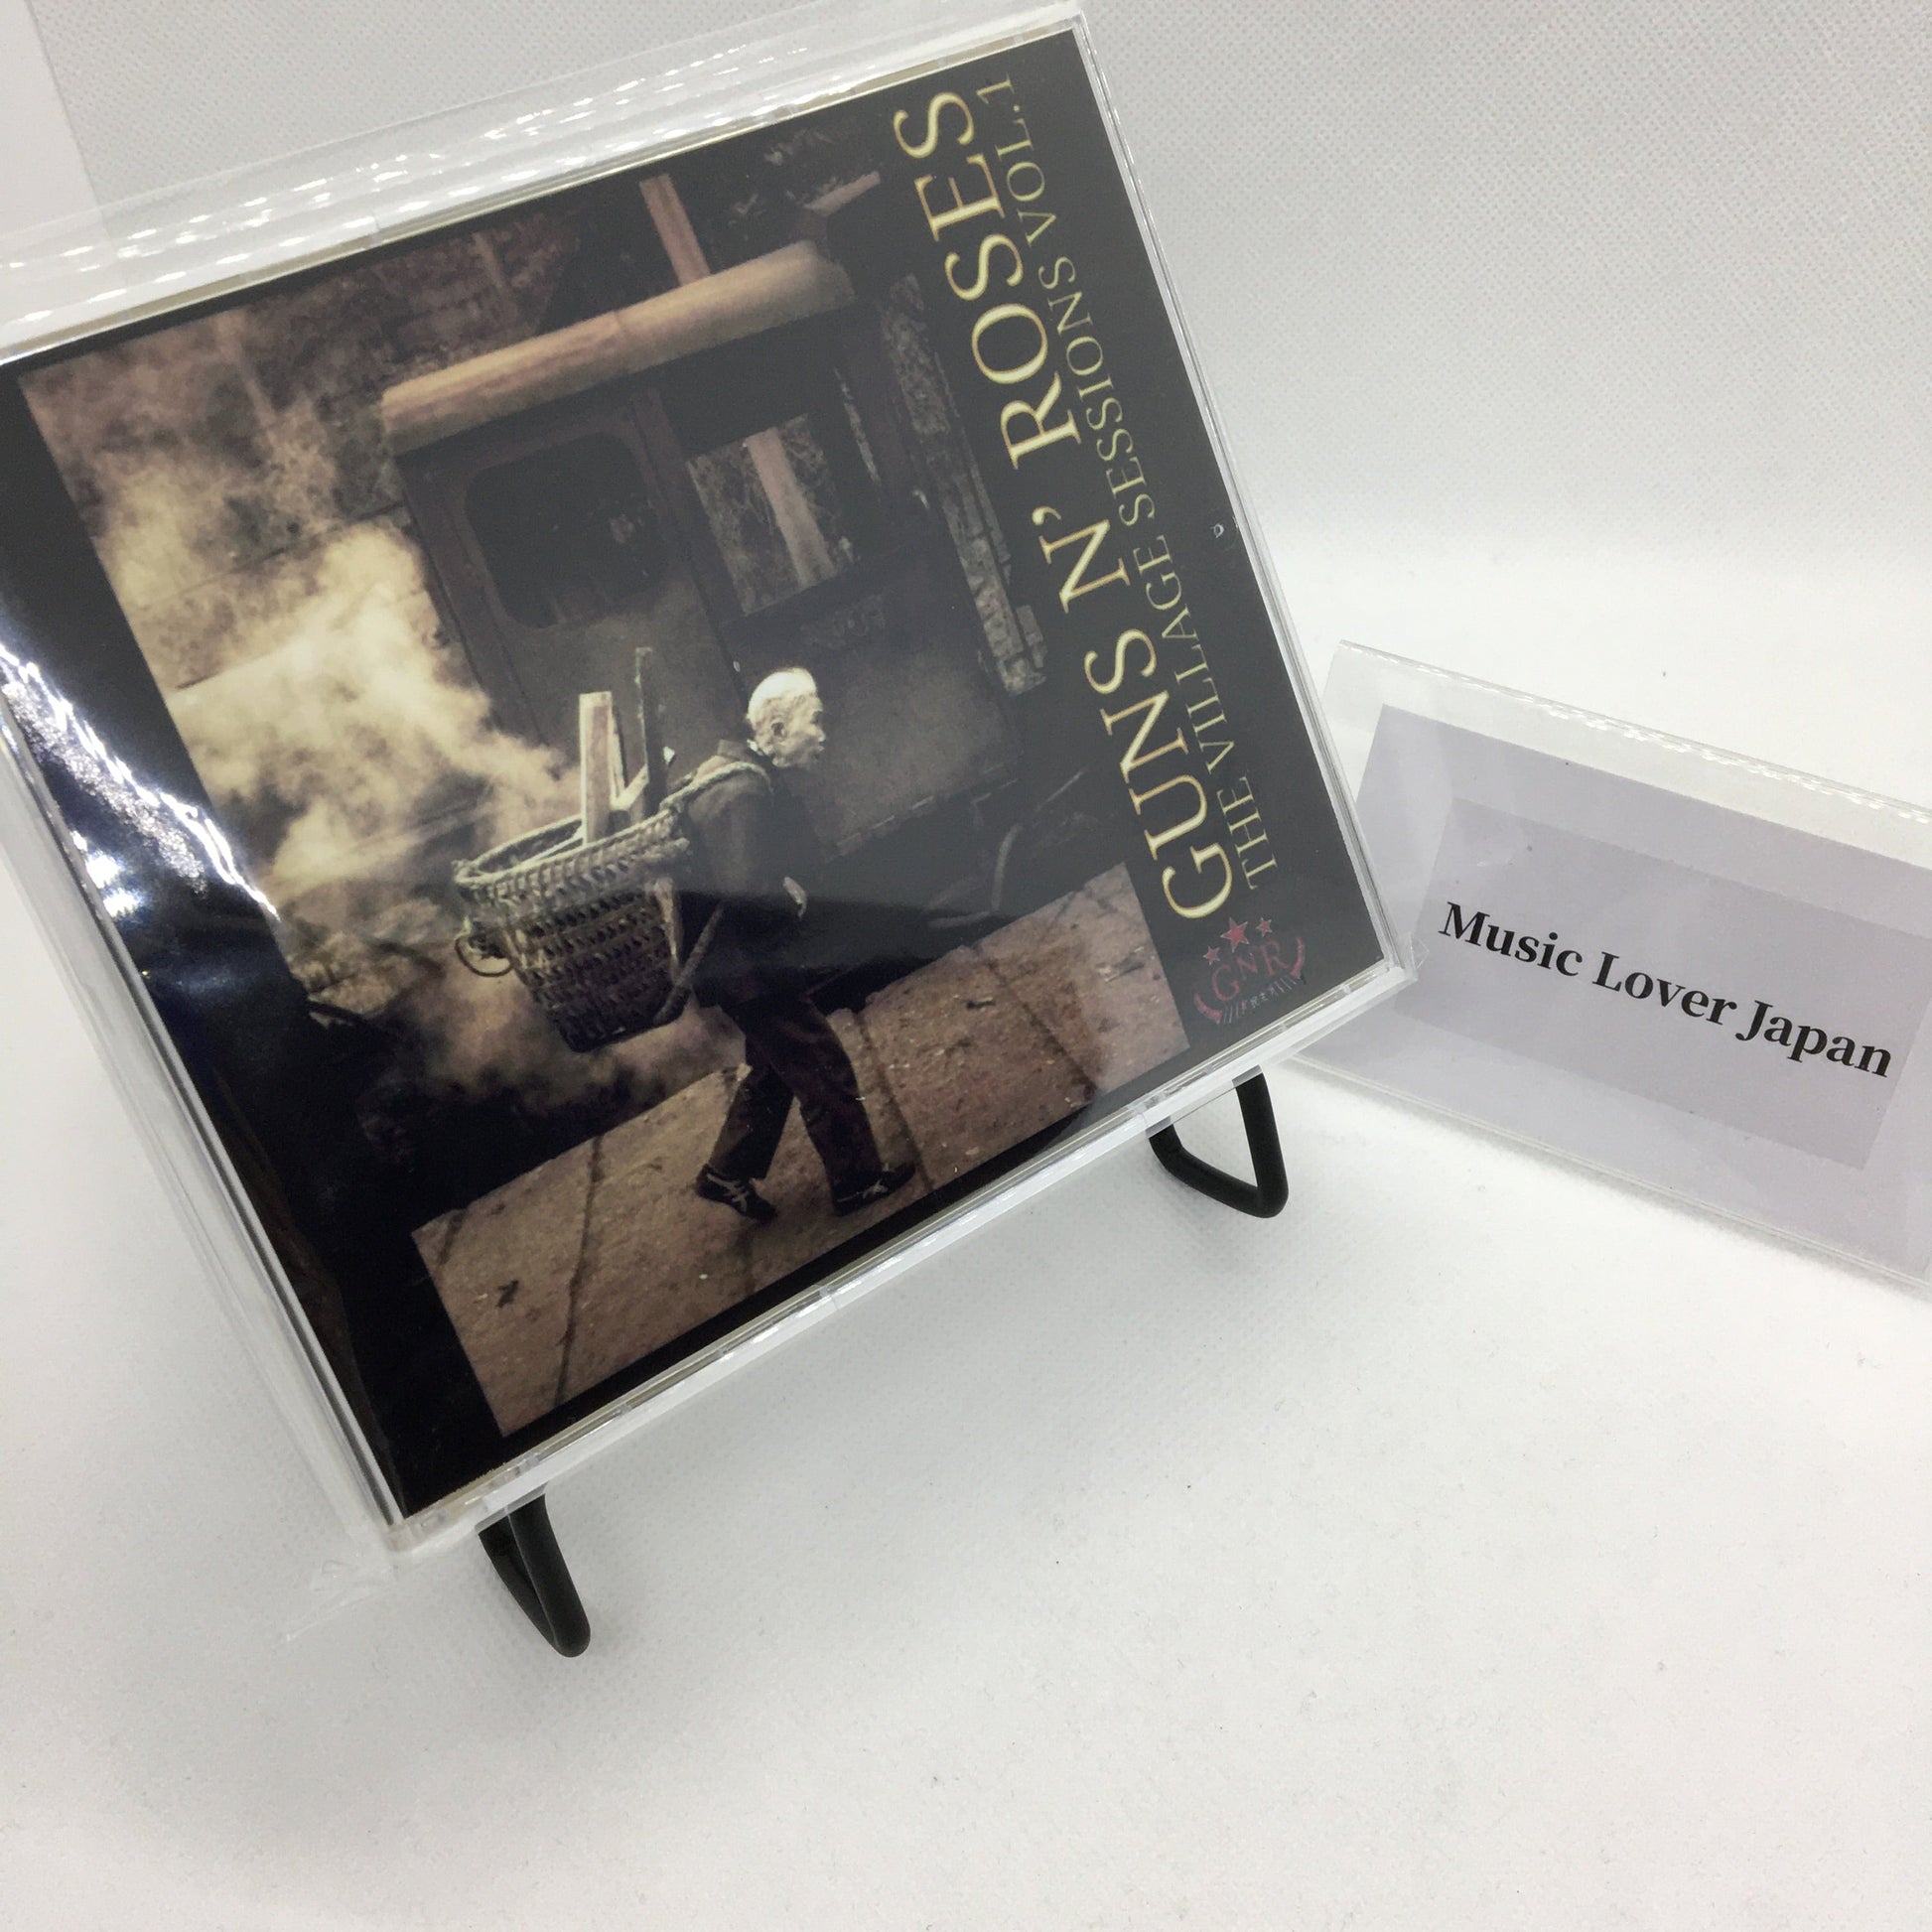 GUNS N' ROSES
THE VILLAGE SESSIONS VOL.1
GNR
Music Lover Japan